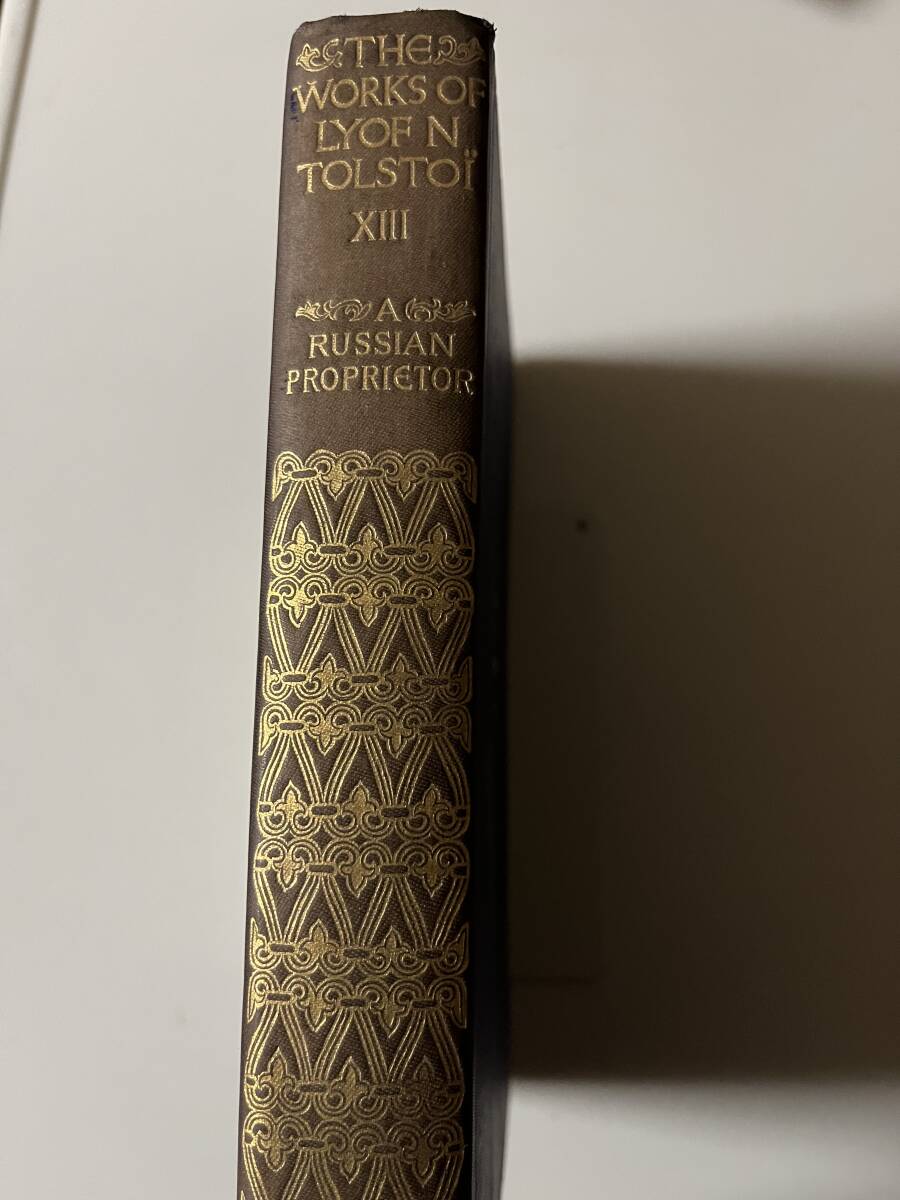 THE
WORKS OF
LYOF N
TOLSTOÏ
XIII
A
RUSSIAN
PROPRIETOR